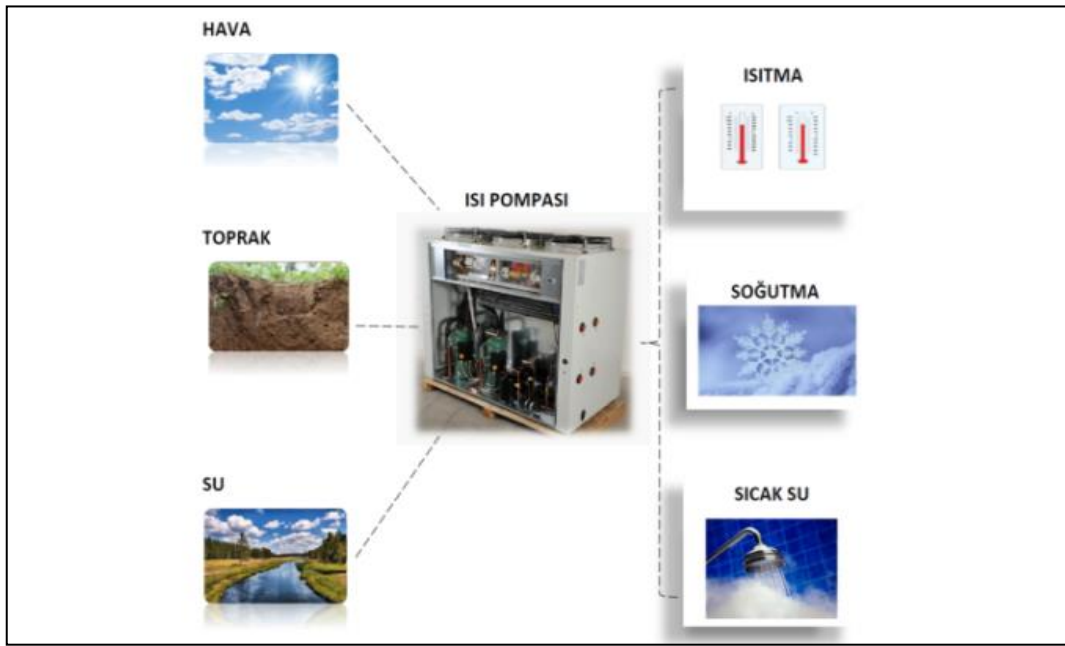 HAVA
TOPRAK
SU
ISI POMPASI
ISITMA
SOĞUTMA
SICAK SU